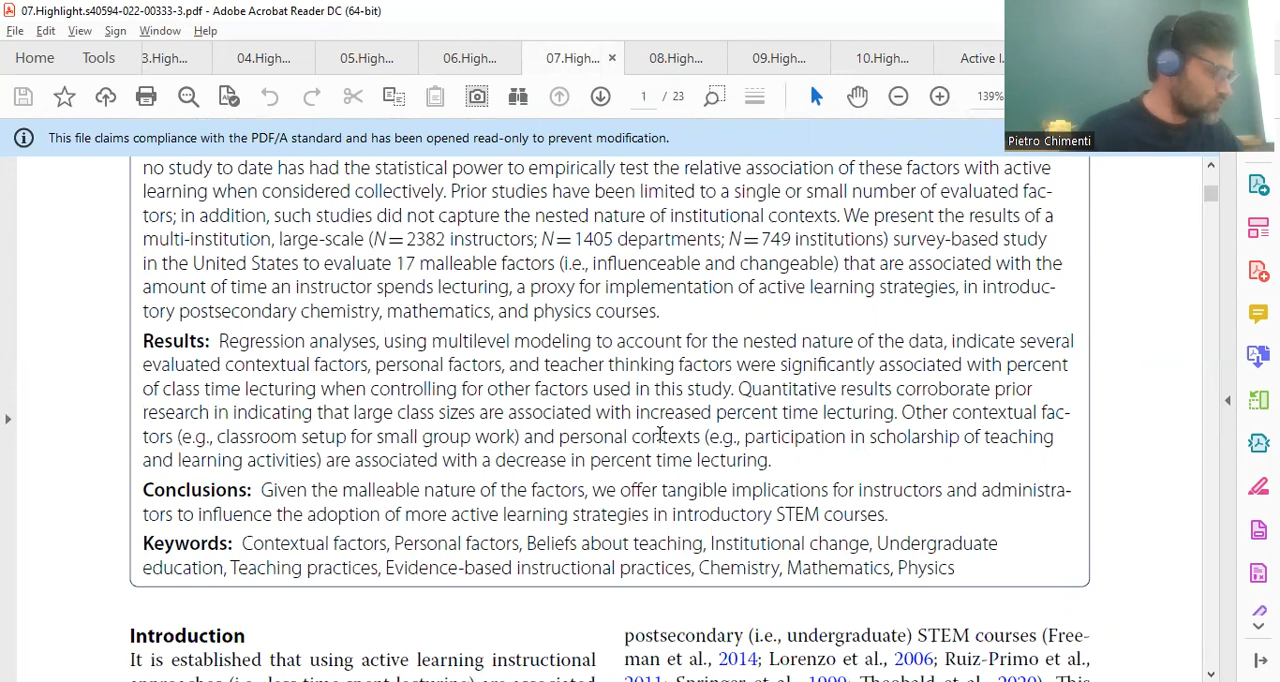 07.Highlight.s40594-022-00333-3.pdf - Adobe Acrobat Reader DC (64-bit)
File Edit View Sign Window Help
Home Tools 3.High... 04.High... 05.High... 06.High... 07.High... 08.High... 09.High... 10.High... Active l.
1 / 23 139%
This file claims compliance with the PDF/A standard and has been opened read-only to prevent modification.
Pietro Chimenti
no study to date has had the statistical power to empirically test the relative association of these factors with active
learning when considered collectively. Prior studies have been limited to a single or small number of evaluated fac-
tors; in addition, such studies did not capture the nested nature of institutional contexts. We present the results of a
multi-institution, large-scale (N = 2382 instructors; N = 1405 departments; N = 749 institutions) survey-based study
in the United States to evaluate 17 malleable factors (i.e., influenceable and changeable) that are associated with the
amount of time an instructor spends lecturing, a proxy for implementation of active learning strategies, in introduc-
tory postsecondary chemistry, mathematics, and physics courses.
Results: Regression analyses, using multilevel modeling to account for the nested nature of the data, indicate several
evaluated contextual factors, personal factors, and teacher thinking factors were significantly associated with percent
of class time lecturing when controlling for other factors used in this study. Quantitative results corroborate prior
research in indicating that large class sizes are associated with increased percent time lecturing. Other contextual fac-
tors (e.g., classroom setup for small group work) and personal contexts (e.g., participation in scholarship of teaching
and learning activities) are associated with a decrease in percent time lecturing.
Conclusions: Given the malleable nature of the factors, we offer tangible implications for instructors and administra-
tors to influence the adoption of more active learning strategies in introductory STEM courses.
Keywords: Contextual factors, Personal factors, Beliefs about teaching, Institutional change, Undergraduate
education, Teaching practices, Evidence-based instructional practices, Chemistry, Mathematics, Physics
Introduction
It is established that using active learning instructional
postsecondary (i.e., undergraduate) STEM courses (Free-
man et al., 2014; Lorenzo et al., 2006; Ruiz-Primo et al.,